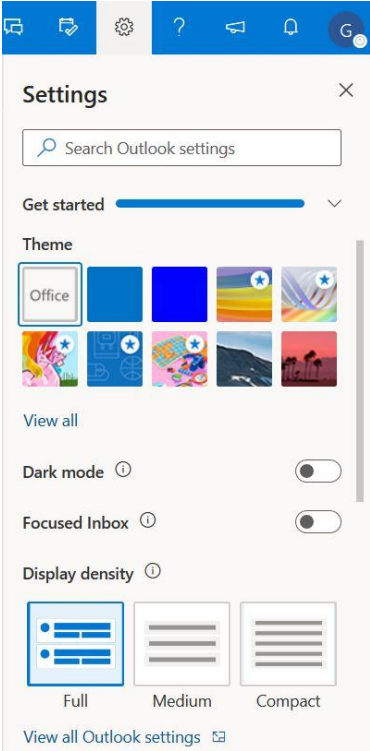 G
Settings
Search Outlook settings
Get started
Theme
Office
View all
Dark mode
Focused Inbox
Display density
Full Medium Compact
View all Outlook settings